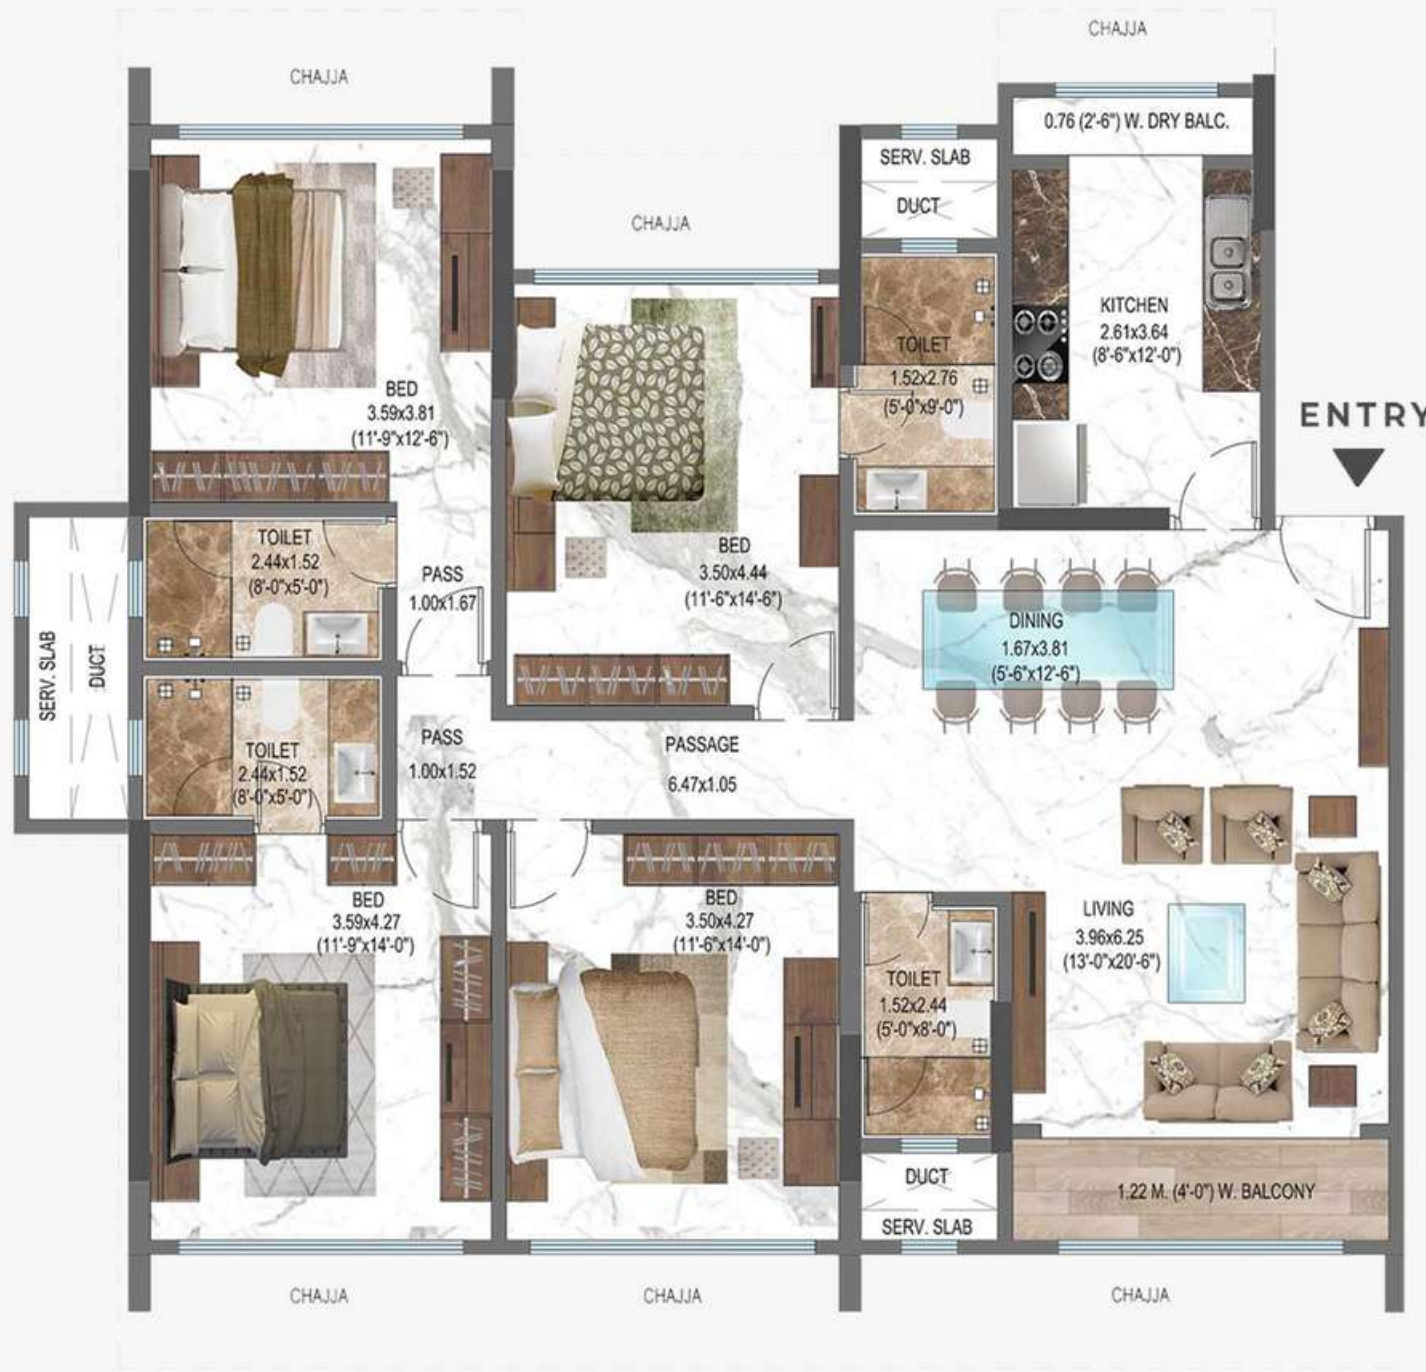 CHAJJA
CHAJJA
0.76 (2'-6") W. DRY BALC.
SERV. SLAB
DUCT
CHAJJA
KITCHEN
2.61x3.64
(8'-6"x12'-0")
TOILET
1.52x2.76
(5'-0"x9'-0")
BED
3.59x3.81
(11'-9"x12'-6")
ENTRY
TOILET
2.44x1.52
(8'-0"x5'-0")
PASS
1.00x1.67
BED
3.50x4.44
(11'-6"x14'-6")
DINING
1.67x3.81
(5'-6"x12'-6")
SERV. SLAB
DUCT
TOILET
2.44x1.52
(8'-0"x5'-0")
PASS
1.00x1.52
PASSAGE
6.47x1.05
BED
3.59x4.27
(11'-9"x14'-0")
BED
3.50x4.27
(11'-6"x14'-0")
LIVING
3.96x6.25
(13'-0"x20'-6")
TOILET
1.52x2.44
(5'-0"x8'-0")
DUCT
SERV. SLAB
1.22 M. (4'-0") W. BALCONY
CHAJJA
CHAJJA
CHAJJA